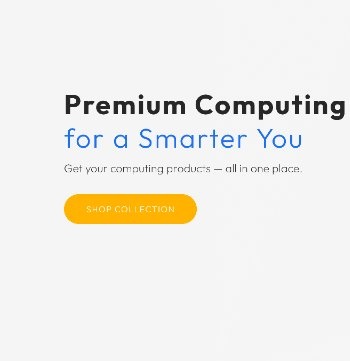 Premium Computing
for a Smarter You
Get your computing products — all in one place.
SHOP COLLECTION